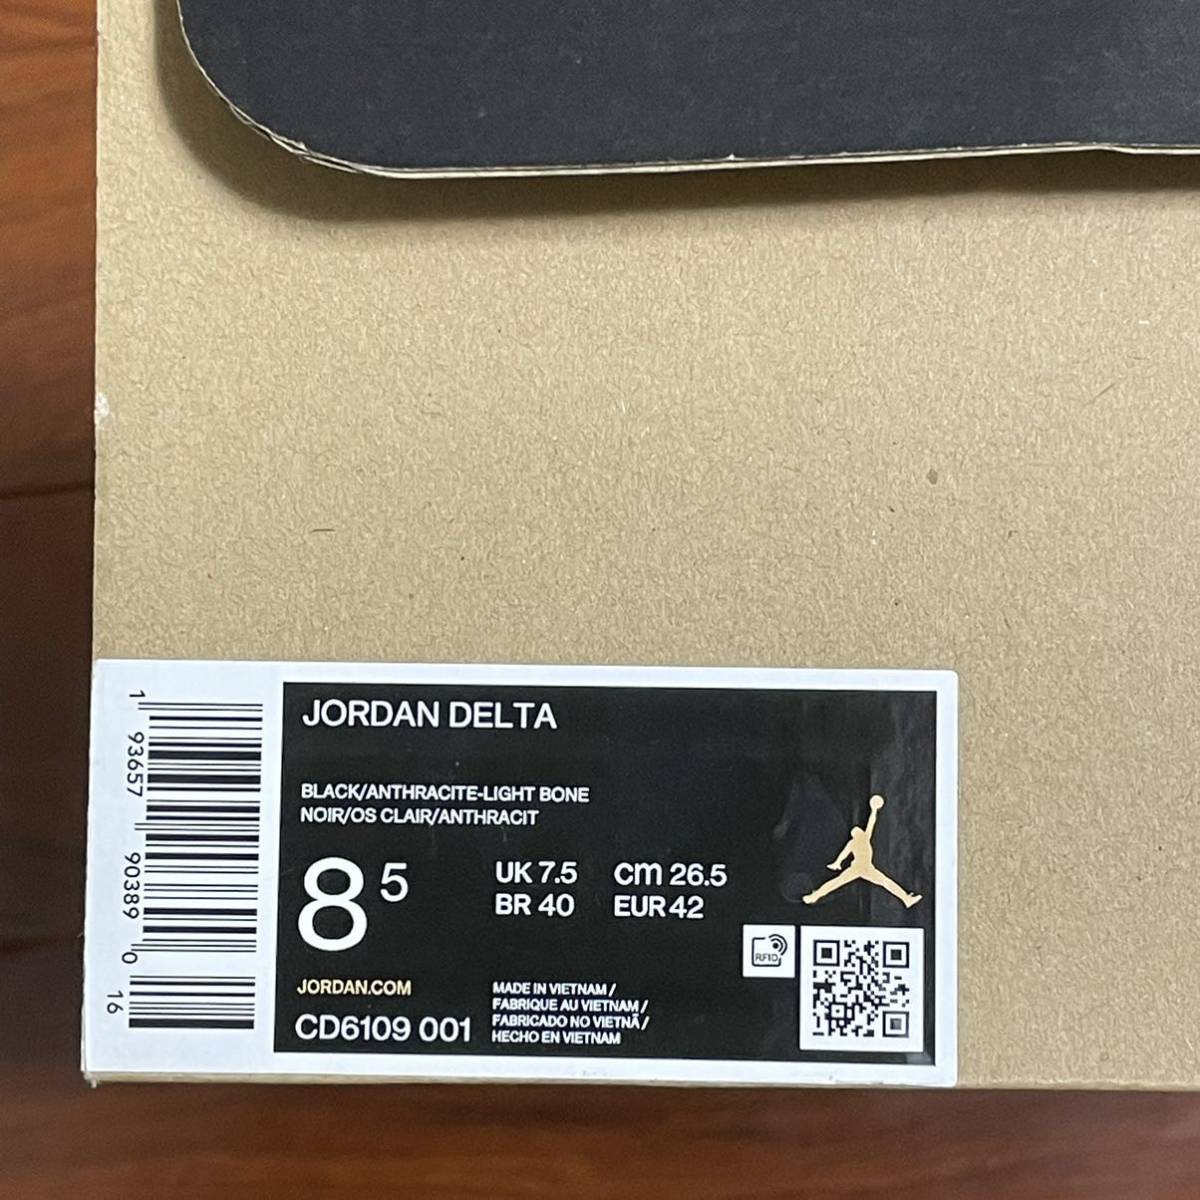 JORDAN DELTA
BLACK/ANTHRACITE-LIGHT BONE
NOIR/OS CLAIR/ANTHRACIT
8 5
UK 7.5 cm 26.5
BR 40 EUR 42
RFID
JORDAN.COM
CD6109 001
MADE IN VIETNAM /
FABRIQUE AU VIETNAM /
FABRICADO NO VIETNÃ /
HECHO EN VIETNAM
1 93657 90389 0 16